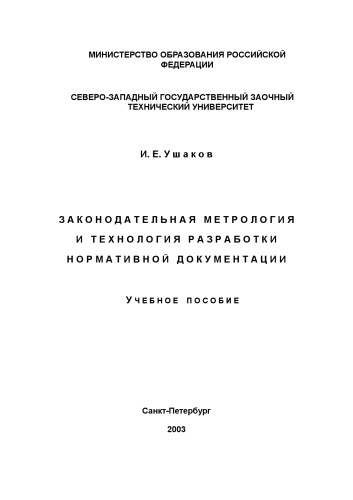 МИНИСТЕРСТВО ОБРАЗОВАНИЯ РОССИЙСКОЙ
ФЕДЕРАЦИИ
СЕВЕРО-ЗАПАДНЫЙ ГОСУДАРСТВЕННЫЙ ЗАОЧНЫЙ
ТЕХНИЧЕСКИЙ УНИВЕРСИТЕТ
И. Е. Ушаков
ЗАКОНОДАТЕЛЬНАЯ МЕТРОЛОГИЯ
И ТЕХНОЛОГИЯ РАЗРАБОТКИ
НОРМАТИВНОЙ ДОКУМЕНТАЦИИ
УЧЕБНОЕ ПОСОБИЕ
Санкт-Петербург
2003